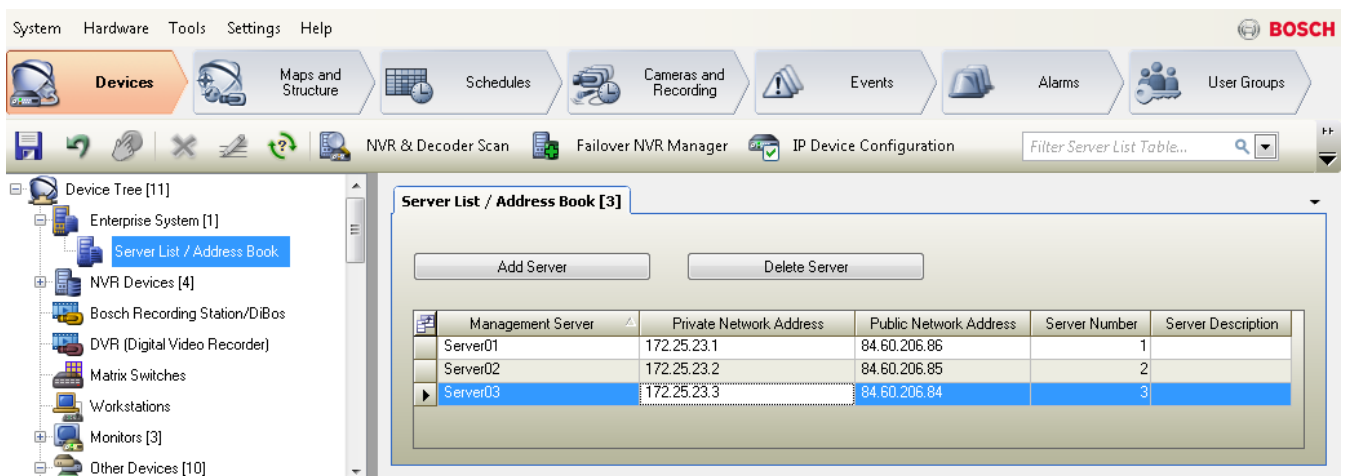 System Hardware Tools Settings Help
BOSCH
Devices
Maps and
Structure
Schedules
Cameras and
Recording
Events
Alarms
User Groups
NVR & Decoder Scan Failover NVR Manager IP Device Configuration Filter Server List Table...
Device Tree [11]
Enterprise System [1]
Server List / Address Book
NVR Devices [4]
Bosch Recording Station/DiBos
DVR (Digital Video Recorder)
Matrix Switches
Workstations
Monitors [3]
Other Devices [10]
Server List / Address Book [3]
Add Server Delete Server
Management Server Private Network Address Public Network Address Server Number Server Description
Server01 172.25.23.1 84.60.206.86 1
Server02 172.25.23.2 84.60.206.85 2
Server03 172.25.23.3 84.60.206.84 3